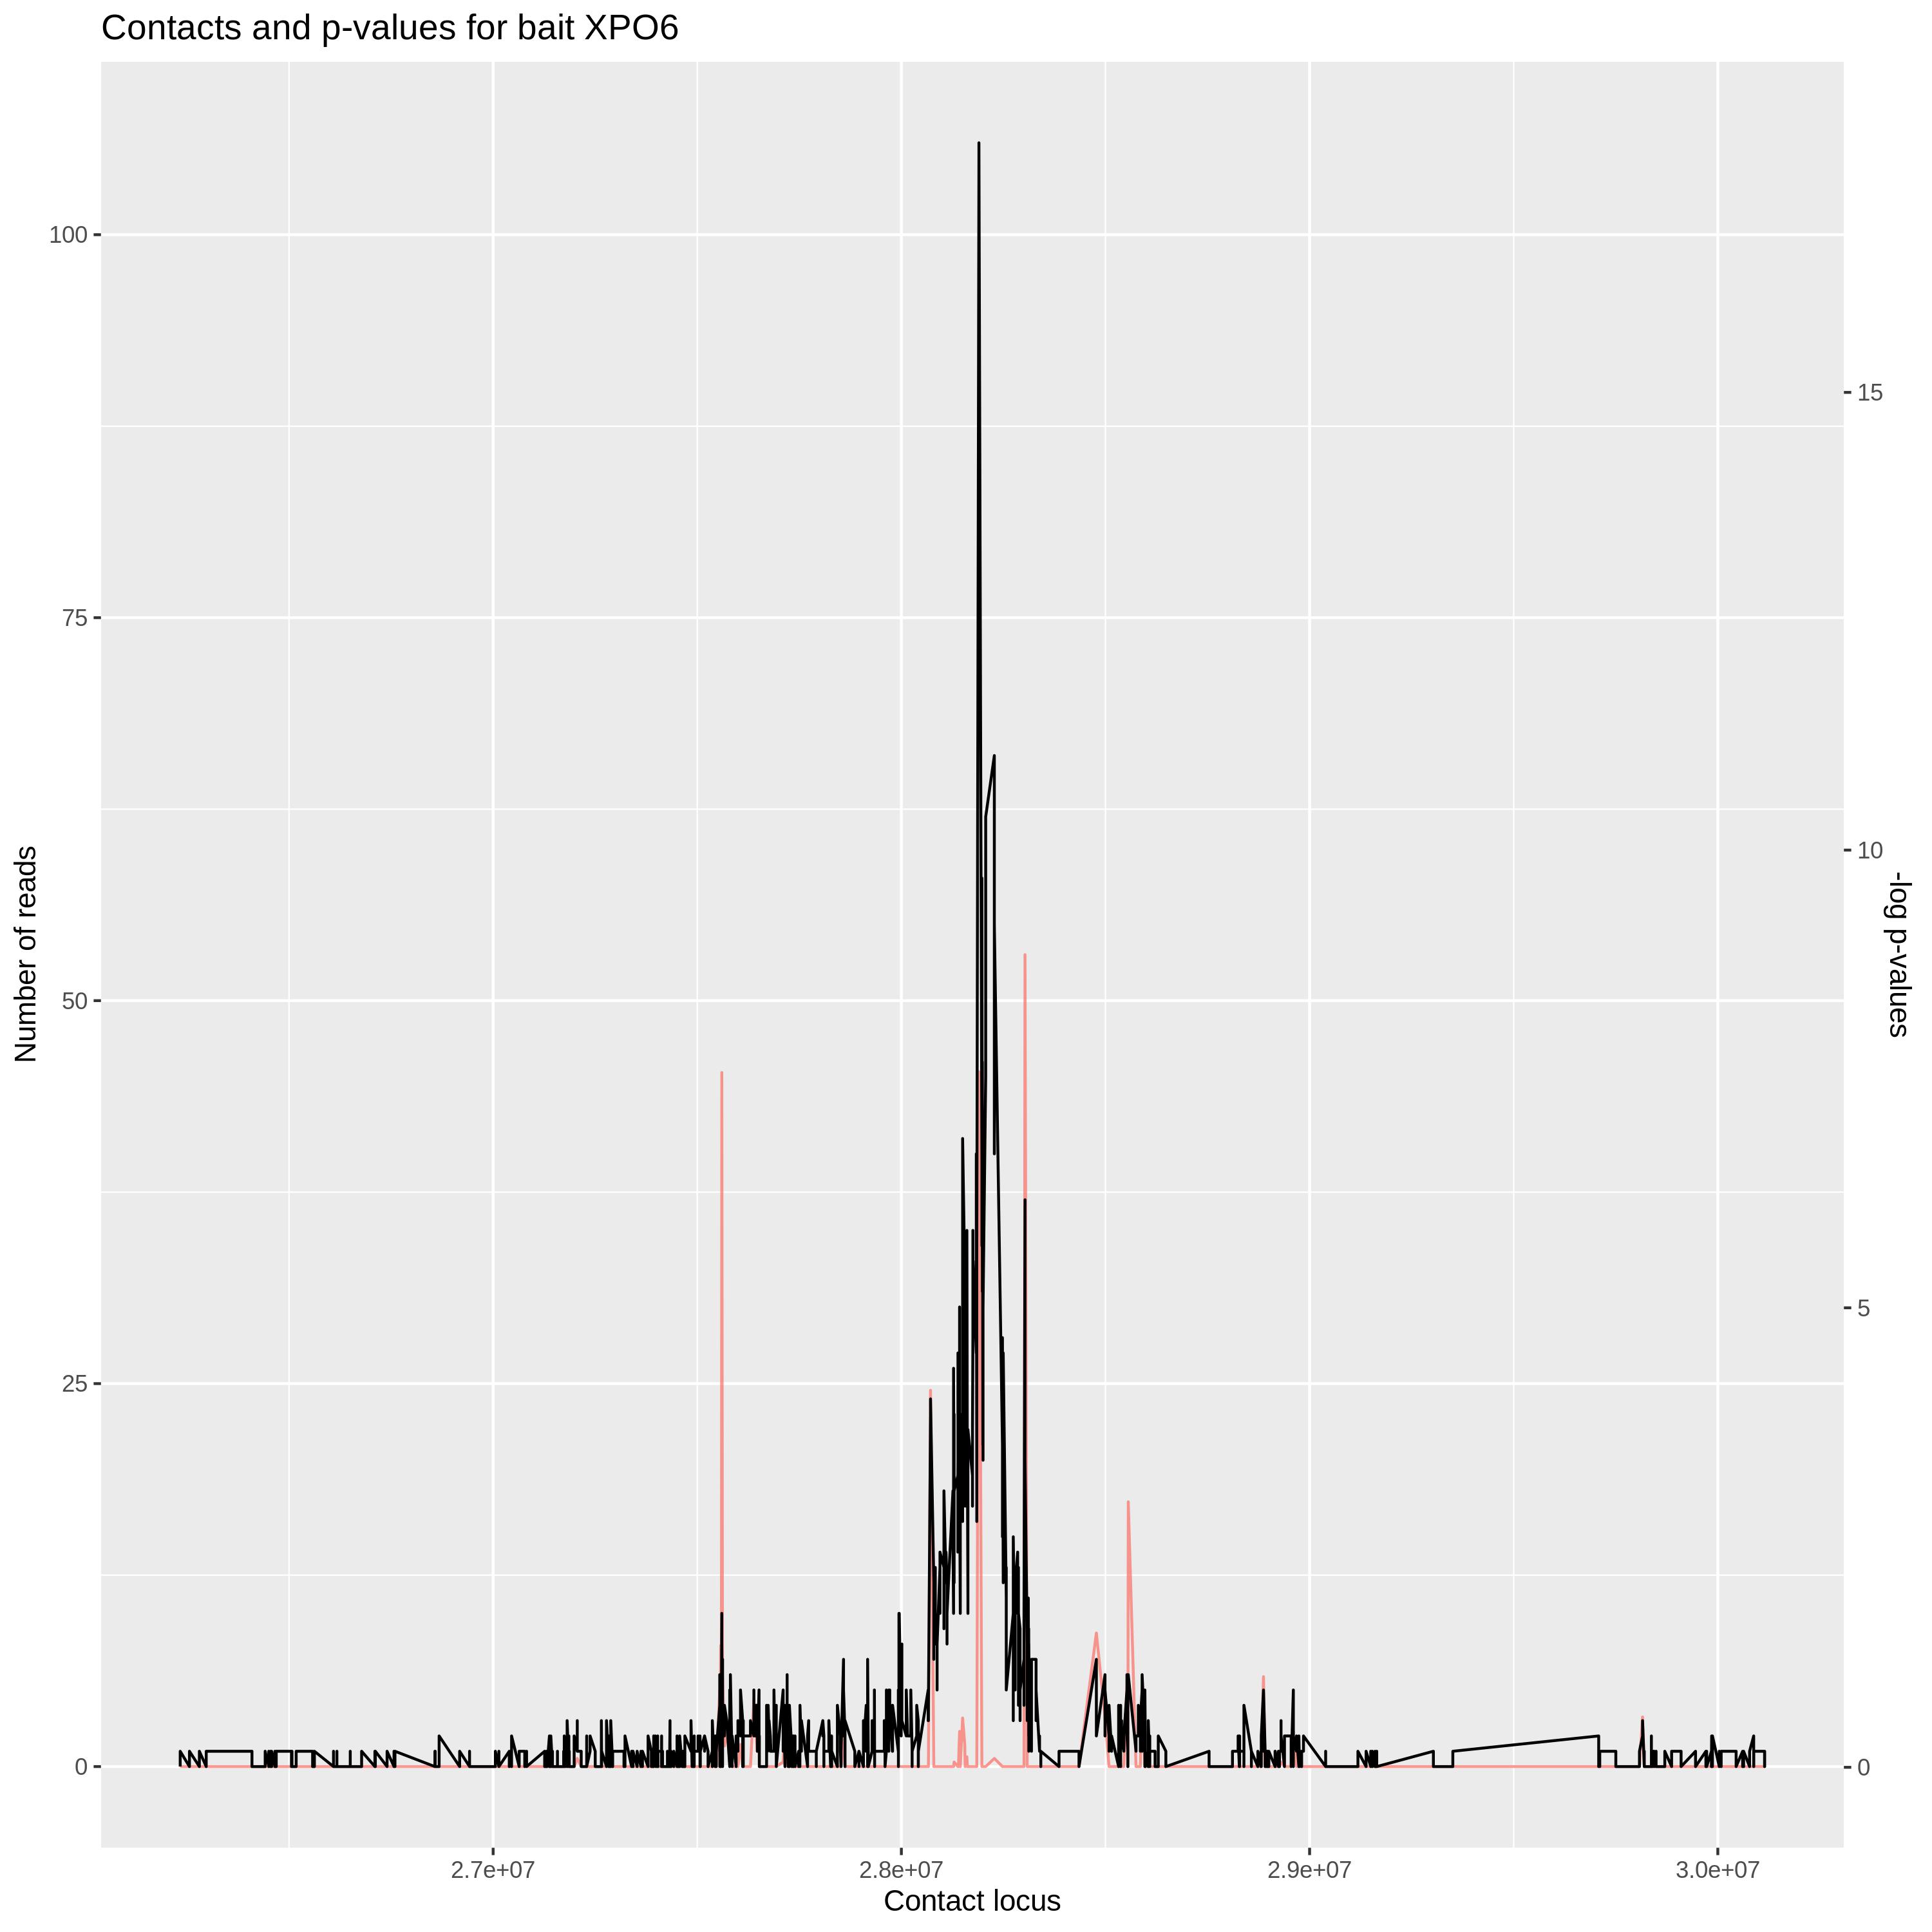 Contacts and p-values for bait XPO6
100
75
50
25
0
Number of reads
15
10
5
0
-log p-values
2.7e+07 2.8e+07 2.9e+07 3.0e+07
Contact locus